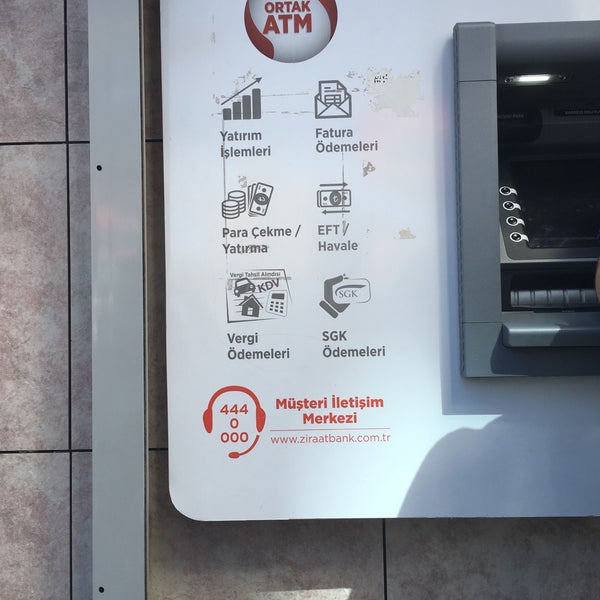 ORTAK
ATM
Yatırım
İşlemleri
Fatura
Ödemeleri
Para Çekme /
Yatırma
EFT /
Havale
Vergi Tahsil Alındısı
KDV
SGK
Vergi
Ödemeleri
SGK
Ödemeleri
444
0
000
Müşteri İletişim
Merkezi
www.ziraatbank.com.tr